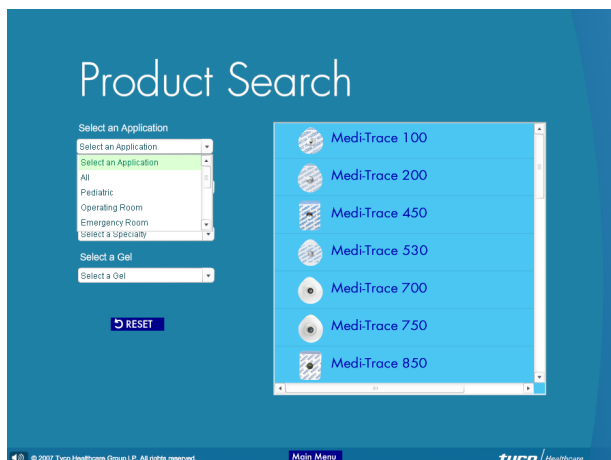 Product Search
Select an Application
Select an Application
Select an Application
All
Pediatric
Operating Room
Emergency Room
Select a Specialty
Select a Gel
Select a Gel
RESET
Medi-Trace 100
Medi-Trace 200
Medi-Trace 450
Medi-Trace 530
Medi-Trace 700
Medi-Trace 750
Medi-Trace 850
© 2007 Tyco Healthcare Group LP. All rights reserved.
Main Menu
tyco / Healthcare